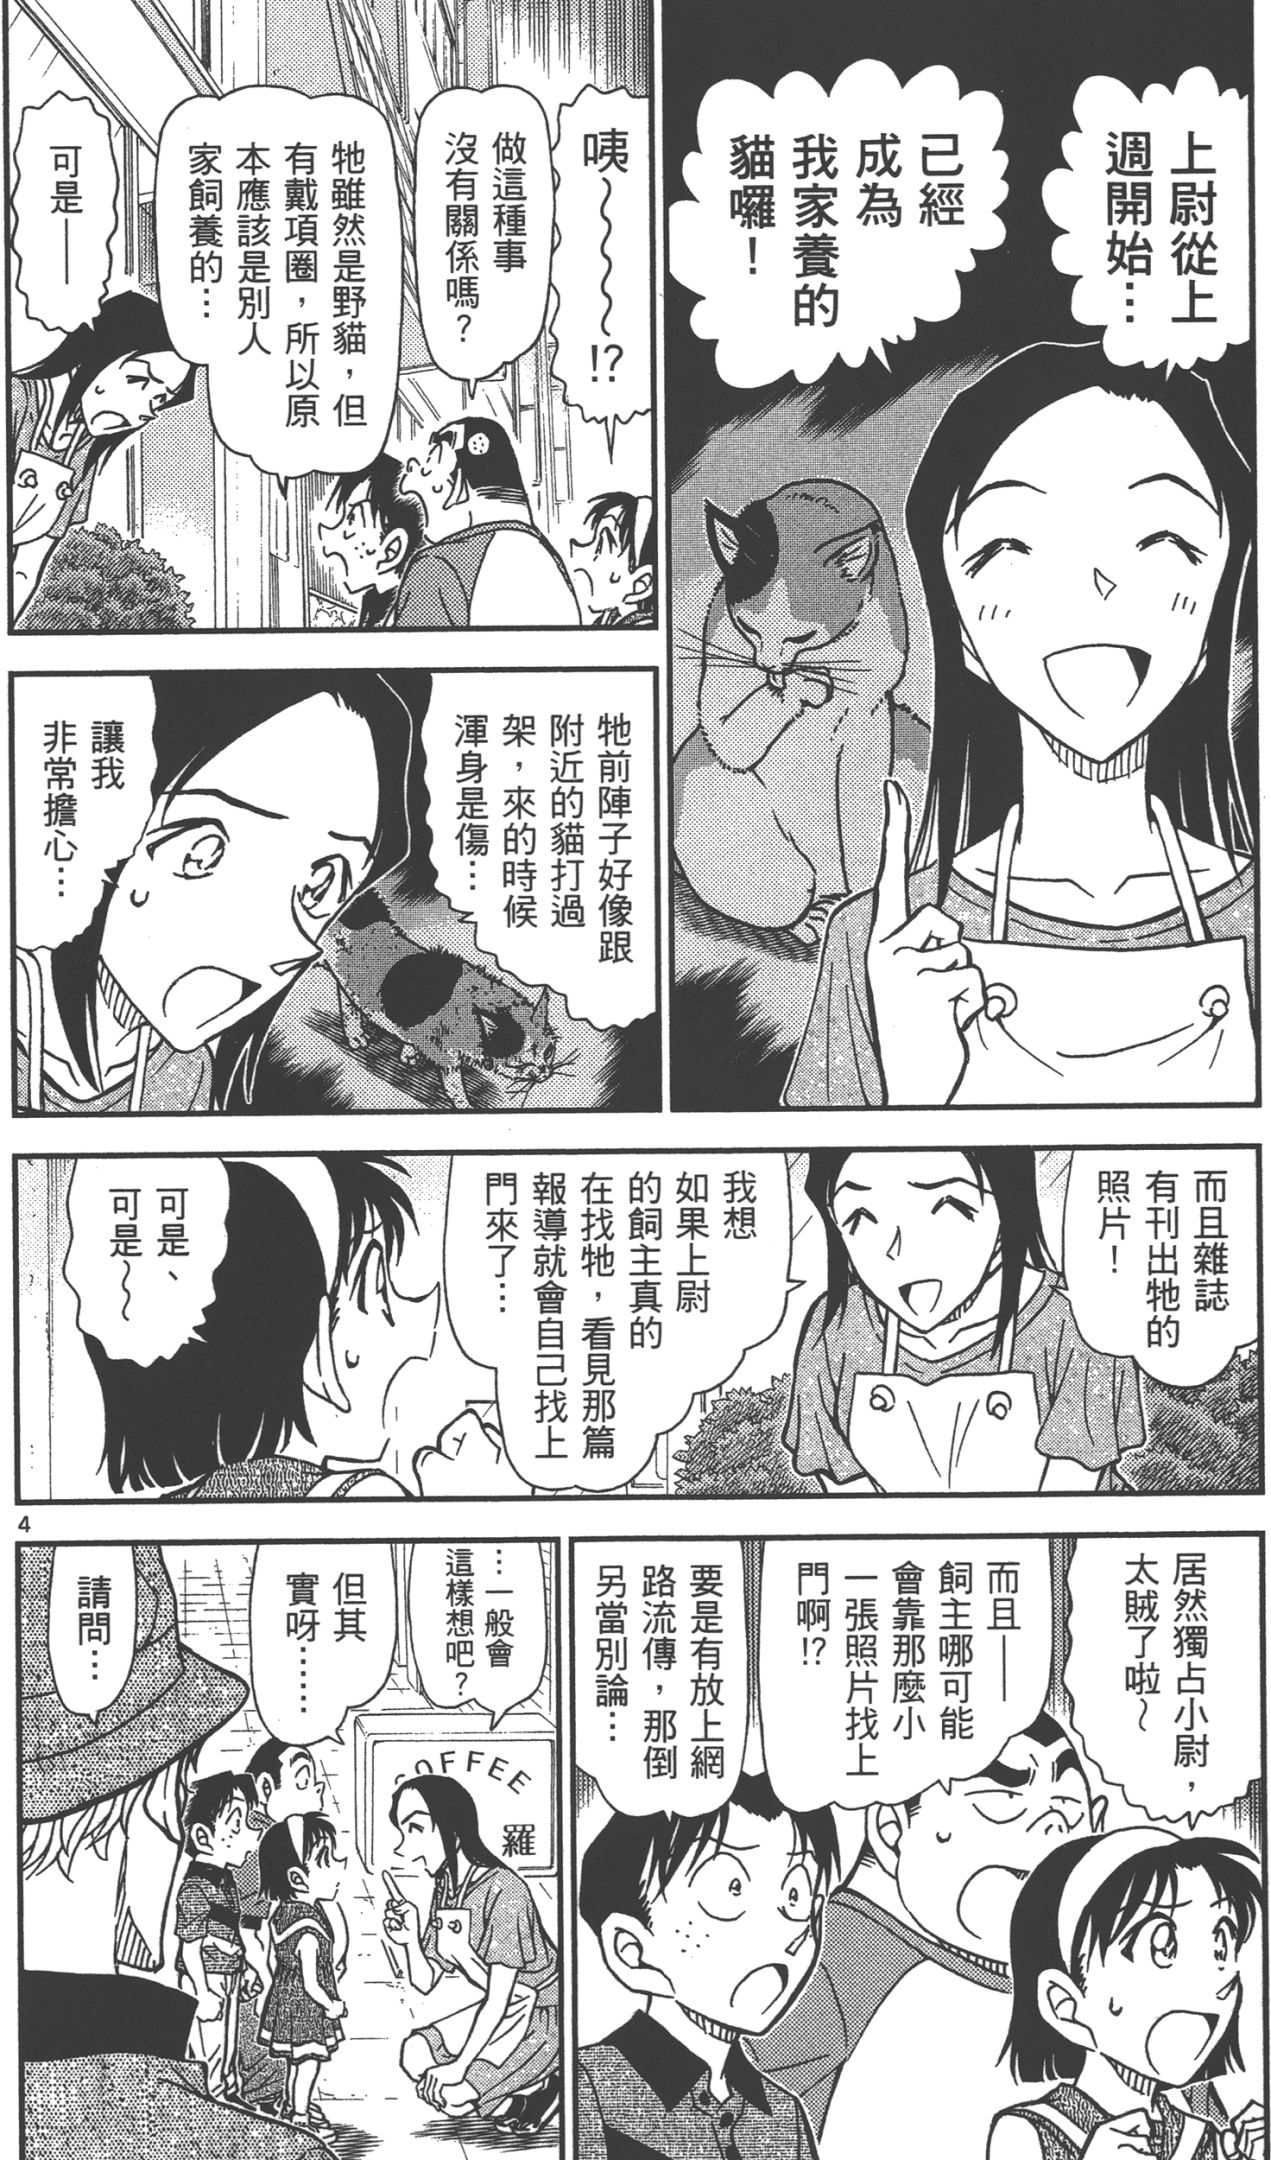 上尉從上
週開始…
已經
成為
我家養的
貓囉！
咦～～～⁉
做這種事
沒有關係嗎？
牠雖然是野貓，但
有戴項圈，所以原
本應該是別人
家飼養的…
可是——
牠前陣子好像跟
附近的貓打過
架，來的時候
渾身是傷…
讓我
非常擔心…
而且雜誌
有刊出牠的
照片！
我想
如果上尉
的飼主真的
在找牠，看見那篇
報導就會自己找上
門來了…
可是、
可是～
4
居然獨占小尉，
太賊了啦～
而且——
飼主哪可能
會靠那麼小
一張照片找上
門啊⁉
要是有放上網
路流傳，那倒
另當別論…
…一般會
這樣想吧？
但其
實呀……
COFFEE
羅
請問…